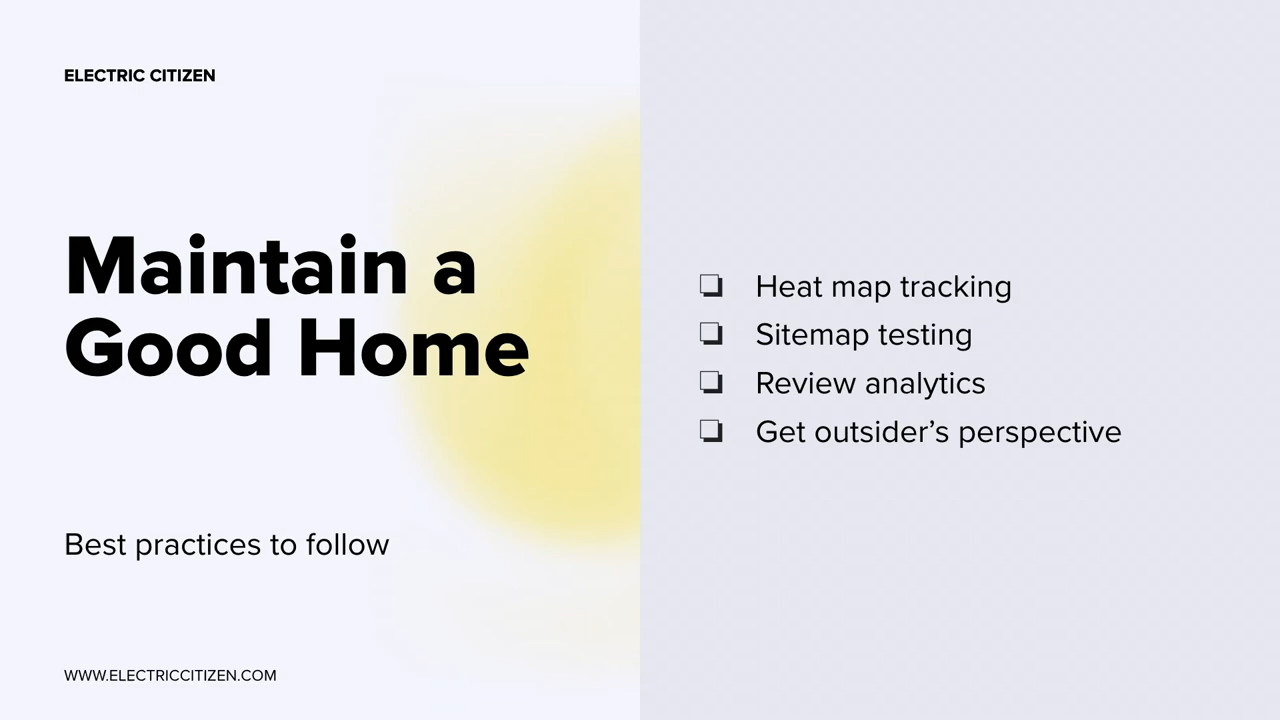 ELECTRIC CITIZEN
Maintain a
Good Home
Best practices to follow
WWW.ELECTRICCITIZEN.COM
❏ Heat map tracking
❏ Sitemap testing
❏ Review analytics
❏ Get outsider’s perspective